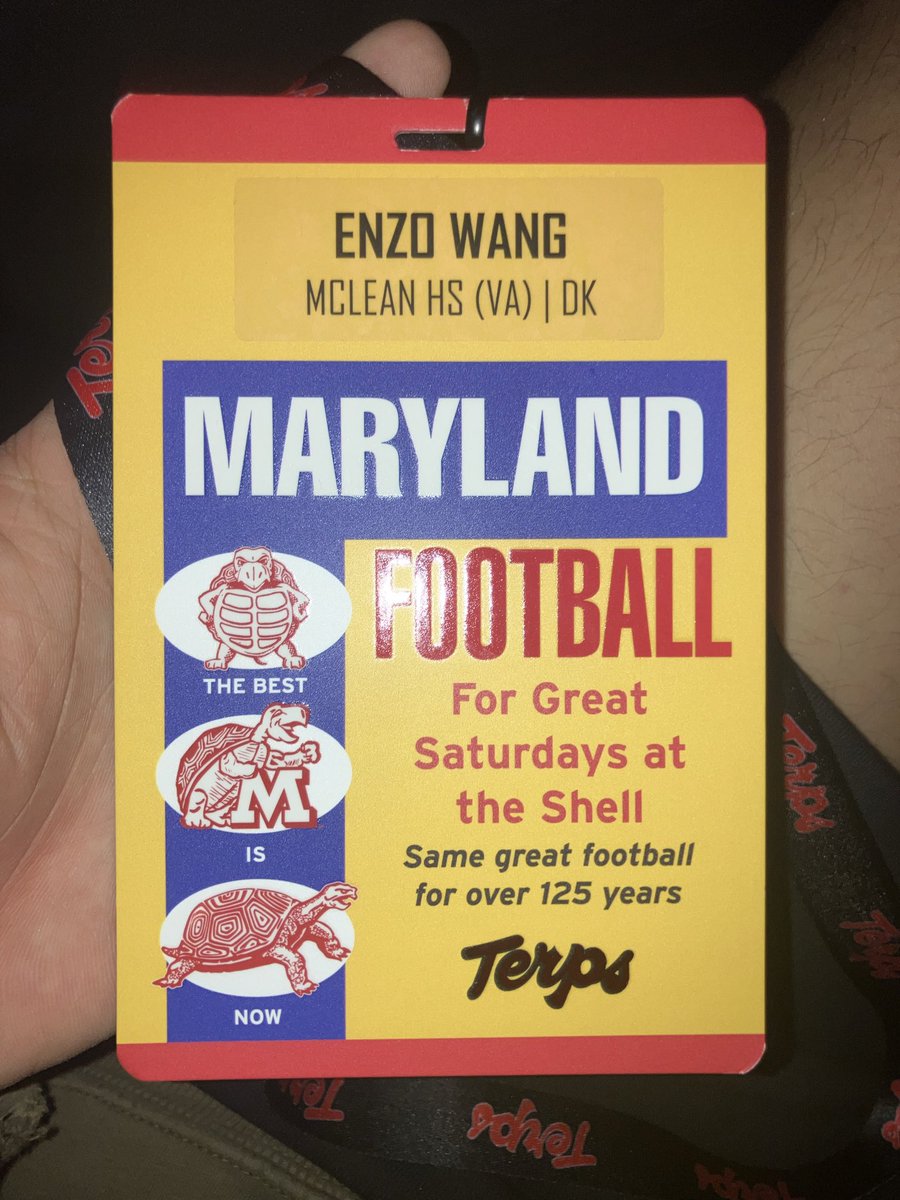 ENZO WANG
MCLEAN HS (VA) | DK
MARYLAND
FOOTBALL
THE BEST
M
IS
NOW
For Great
Saturdays at
the Shell
Same great football
for over 125 years
Terps
Terps
Terps
Terps
Terps